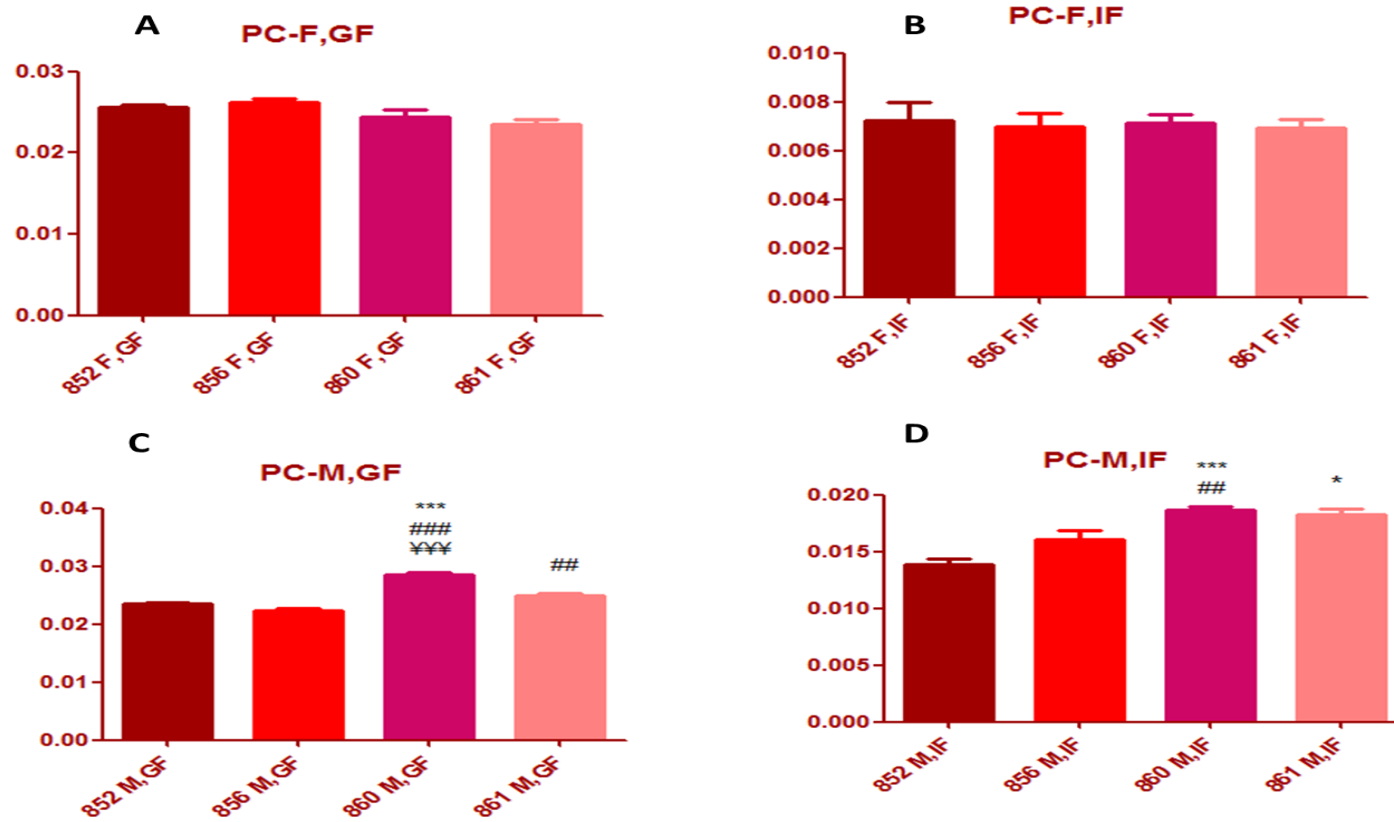 A
PC-F,GF
0.03
0.02
0.01
0.00
852 F,GF
856 F,GF
860 F,GF
861 F,GF
B
PC-F,IF
0.010
0.008
0.006
0.004
0.002
0.000
852 F,IF
856 F,IF
860 F,IF
861 F,IF
C
PC-M,GF
0.04
0.03
0.02
0.01
0.00
***
###
¥¥¥
##
852 M,GF
856 M,GF
860 M,GF
861 M,GF
D
PC-M,IF
0.020
0.015
0.010
0.005
0.000
***
##
*
852 M,IF
856 M,IF
860 M,IF
861 M,IF